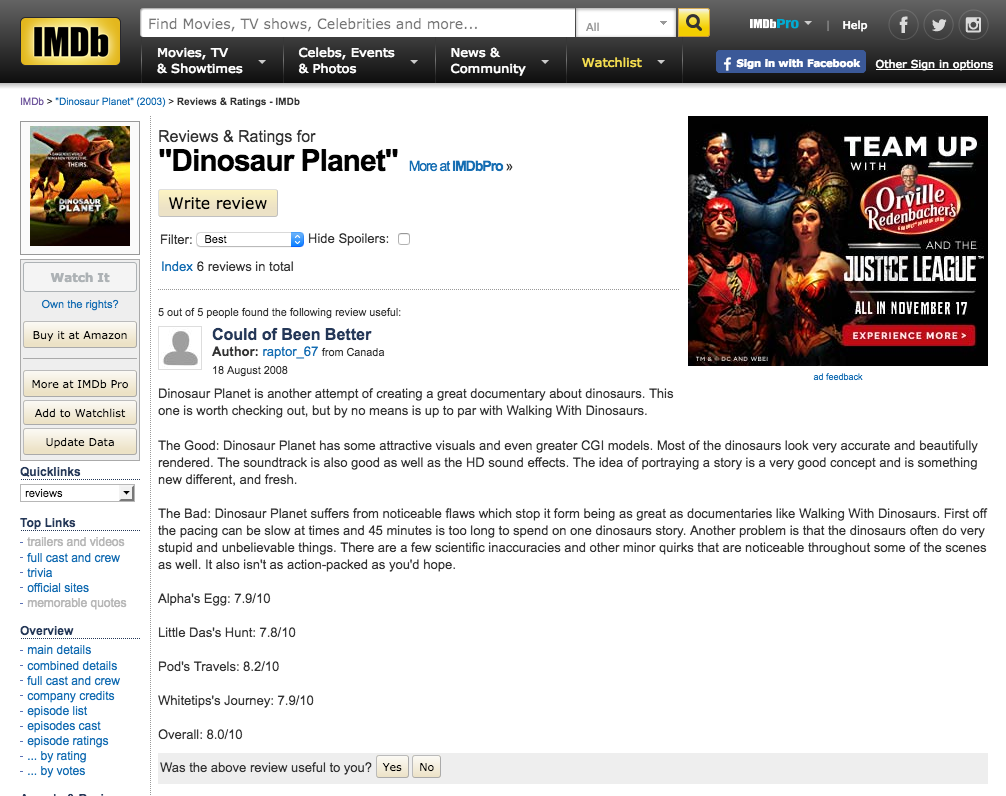 IMDb
Find Movies, TV shows, Celebrities and more...
All
IMDbPro
|
Help
Movies, TV
& Showtimes
Celebs, Events
& Photos
News &
Community
Watchlist
f Sign in with Facebook
Other Sign in options
IMDb > "Dinosaur Planet" (2003) > Reviews & Ratings - IMDb
THEIRS.
DINOSAUR
PLANET
Watch It
Own the rights?
Buy it at Amazon
More at IMDb Pro
Add to Watchlist
Update Data
Quicklinks
reviews
Top Links
- trailers and videos
- full cast and crew
- trivia
- official sites
- memorable quotes
Overview
- main details
- combined details
- full cast and crew
- company credits
- episode list
- episodes cast
- episode ratings
- ... by rating
- ... by votes
Reviews & Ratings for
"Dinosaur Planet" More at IMDbPro »
Write review
Filter: Best Hide Spoilers:
Index 6 reviews in total
5 out of 5 people found the following review useful:
Could of Been Better
Author: raptor_67 from Canada
18 August 2008
Dinosaur Planet is another attempt of creating a great documentary about dinosaurs. This
one is worth checking out, but by no means is up to par with Walking With Dinosaurs.
The Good: Dinosaur Planet has some attractive visuals and even greater CGI models. Most of the dinosaurs look very accurate and beautifully
rendered. The soundtrack is also good as well as the HD sound effects. The idea of portraying a story is a very good concept and is something
new different, and fresh.
The Bad: Dinosaur Planet suffers from noticeable flaws which stop it form being as great as documentaries like Walking With Dinosaurs. First off
the pacing can be slow at times and 45 minutes is too long to spend on one dinosaurs story. Another problem is that the dinosaurs often do very
stupid and unbelievable things. There are a few scientific inaccuracies and other minor quirks that are noticeable throughout some of the scenes
as well. It also isn't as action-packed as you'd hope.
Alpha's Egg: 7.9/10
Little Das's Hunt: 7.8/10
Pod's Travels: 8.2/10
Whitetips's Journey: 7.9/10
Overall: 8.0/10
Was the above review useful to you? Yes No
TEAM UP
WITH
Orville
Redenbacher's
AND THE
JUSTICE LEAGUE™
ALL IN NOVEMBER 17
EXPERIENCE MORE >
TM & © DC AND WBEI
ad feedback